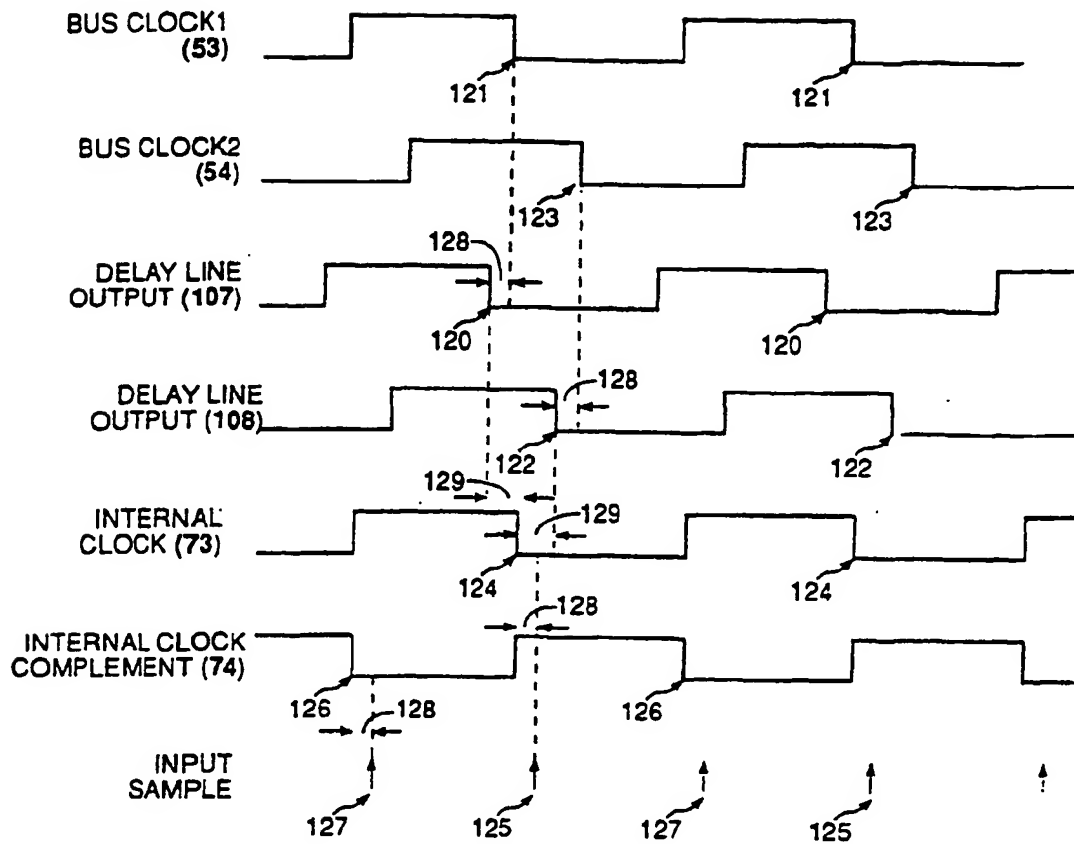 BUS CLOCK1
(53)
121
121
BUS CLOCK2
(54)
123
123
128
DELAY LINE
OUTPUT (107)
120
120
128
DELAY LINE
OUTPUT (108)
122
122
129
129
INTERNAL
CLOCK (73)
124
124
128
INTERNAL CLOCK
COMPLEMENT (74)
126
128
126
INPUT
SAMPLE
127
125
127
125